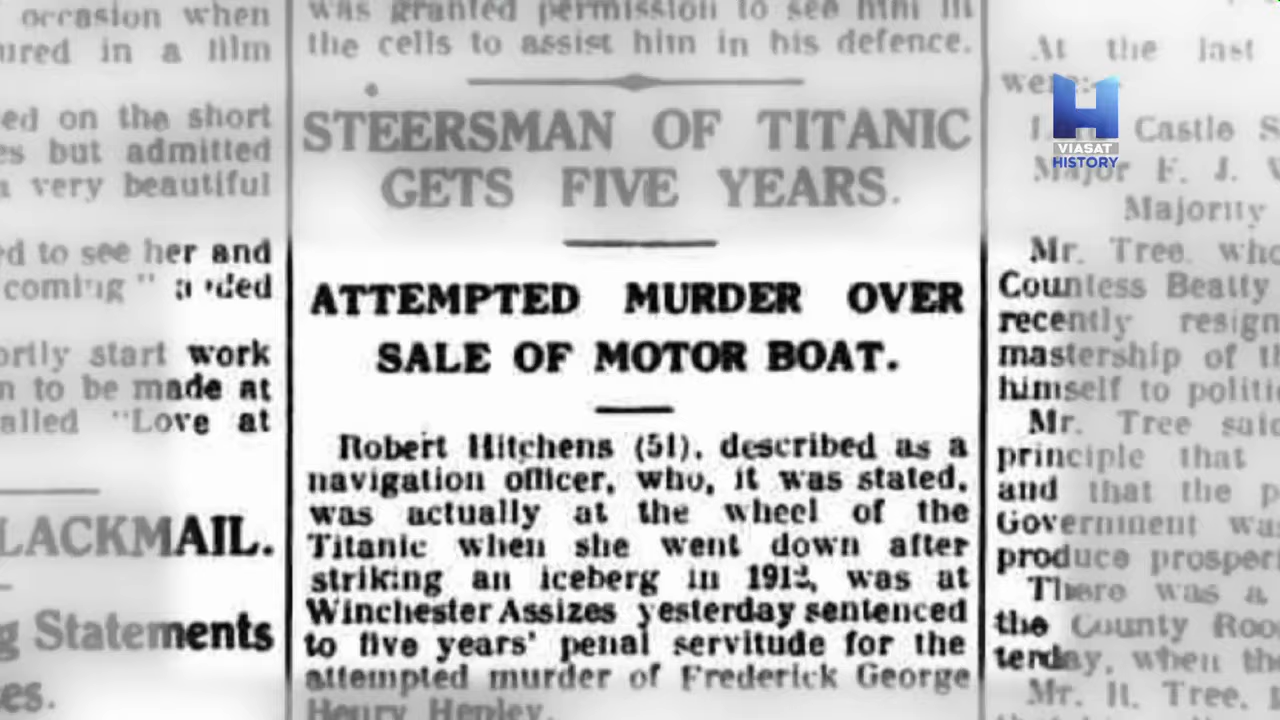 occasion when
ured in a film
ed on the short
es but admitted
a very beautiful
ed to see her and
coming"
ortly start work
n to be made at
alled "Love at
LACKMAIL.
g Statements
es.
was granted permission to see him in
the cells to assist him in his defence.
STEERSMAN OF TITANIC
GETS FIVE YEARS.
ATTEMPTED MURDER OVER
SALE OF MOTOR BOAT.
Robert Hitchens (51), described as a
navigation officer, who, it was stated,
was actually at the wheel of the
Titanic when she went down after
striking an iceberg in 1912, was at
Winchester Assizes yesterday sentenced
to five years' penal servitude for the
attempted murder of Frederick George
Henry Henley.
At the last
were:—
Castle S
Major F. J.
Majority
Mr. Tree, who
Countess Beatty
recently resign
mastership of th
himself to politi
Mr. Tree said
principle that
and that the p
Government wa
produce prosperi
There was a
the County Roo
terday, when the
Mr. R. Tree,
H
VIASAT
HISTORY